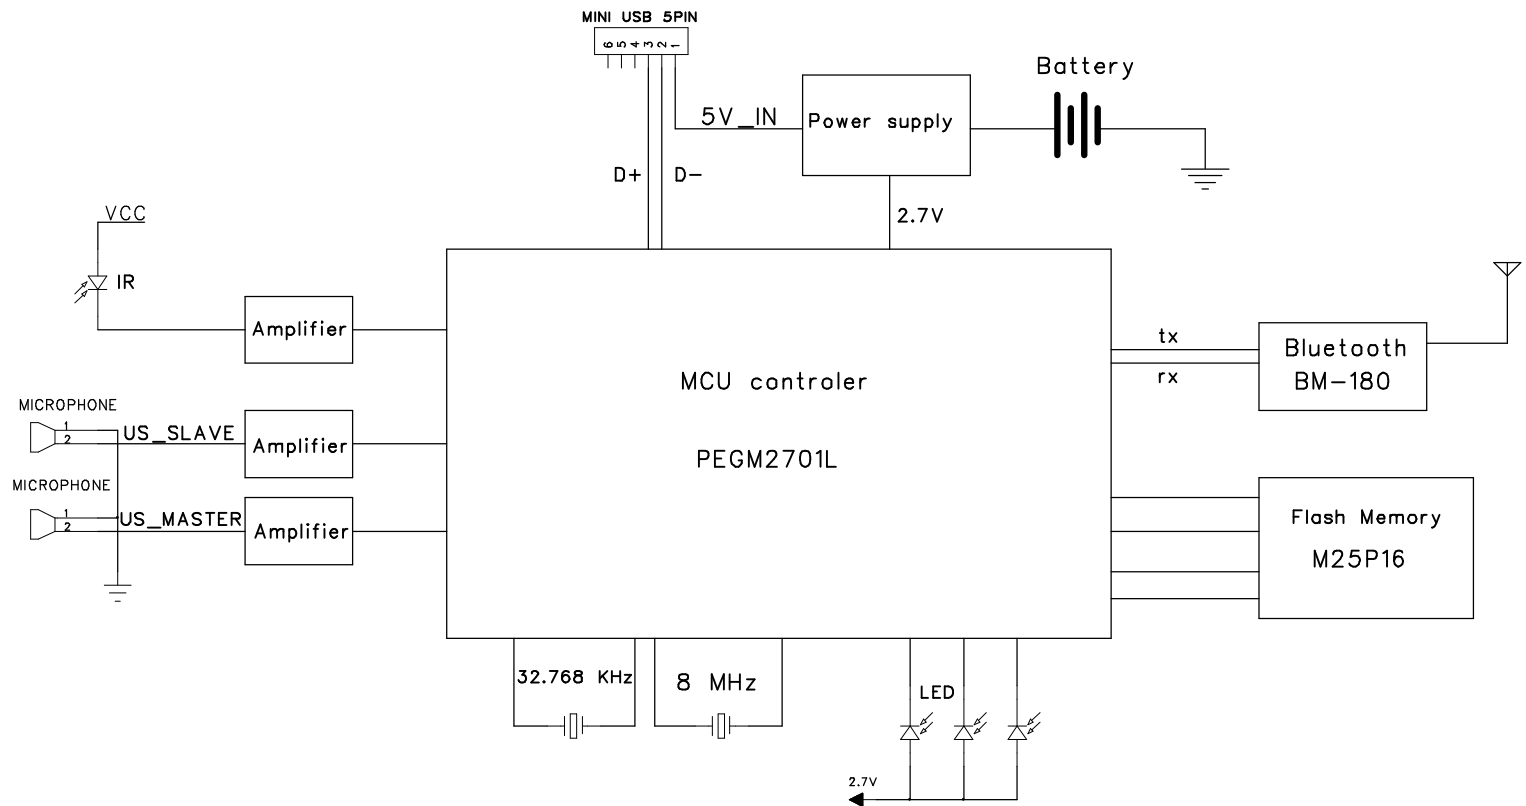 MINI USB 5PIN
6 5 4 3 2 1
Battery
5V_IN
Power supply
D+
D-
VCC
2.7V
IR
Amplifier
tx
Bluetooth
rx
BM-180
MCU controler
MICROPHONE
1
2
US_SLAVE
Amplifier
PEGM2701L
MICROPHONE
1
2
US_MASTER
Amplifier
Flash Memory
M25P16
32.768 KHz
8 MHz
LED
2.7V